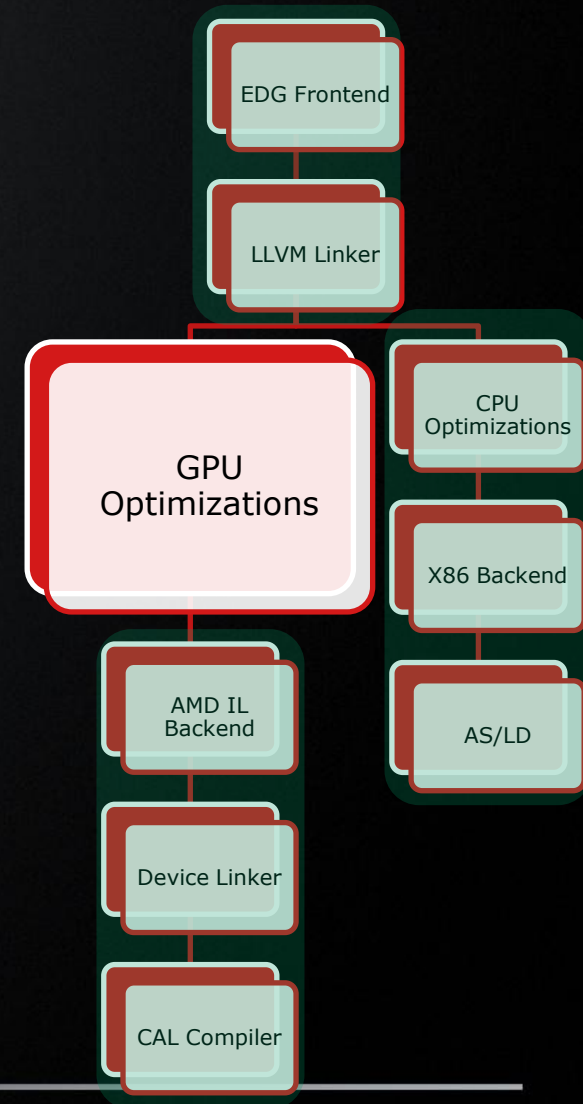 EDG Frontend
LLVM Linker
GPU
Optimizations
CPU
Optimizations
X86 Backend
AS/LD
AMD IL
Backend
Device Linker
CAL Compiler